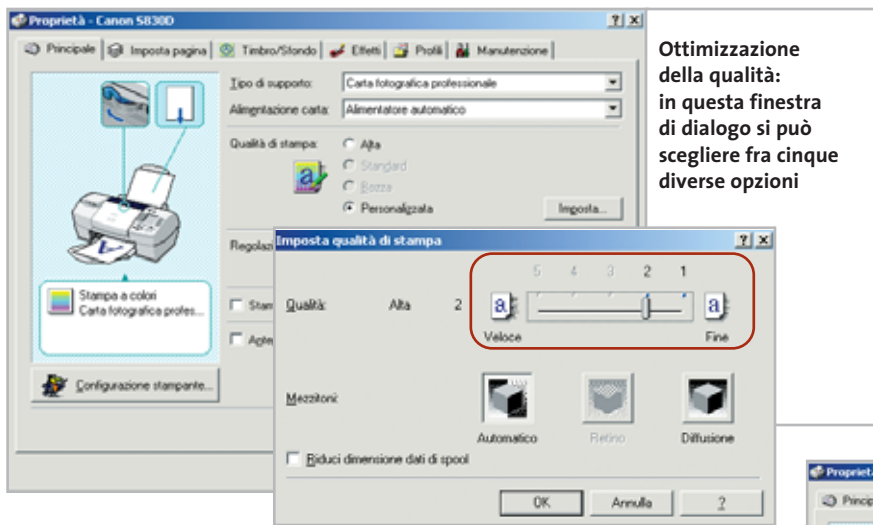 Proprietà - Canon S830D
Principale Imposta pagina Timbro/Sfondo Effetti Profili Manutenzione
Tipo di supporto: Carta fotografica professionale
Alimentazione carta: Alimentatore automatico
Qualità di stampa: Alta
Standard
Bozza
Personalizzata
Imposta...
Stampa a colori
Carta fotografica profes...
Configurazione stampante...
Regolaz
Stam
Ante
Imposta qualità di stampa
5 4 3 2 1
Qualità: Alta 2
a a
Veloce Fine
Mezzitoni:
Automatico Retino Diffusione
Riduci dimensione dati di spool
OK Annulla ?
Ottimizzazione
della qualità:
in questa finestra
di dialogo si può
scegliere fra cinque
diverse opzioni
Propriet
Princip